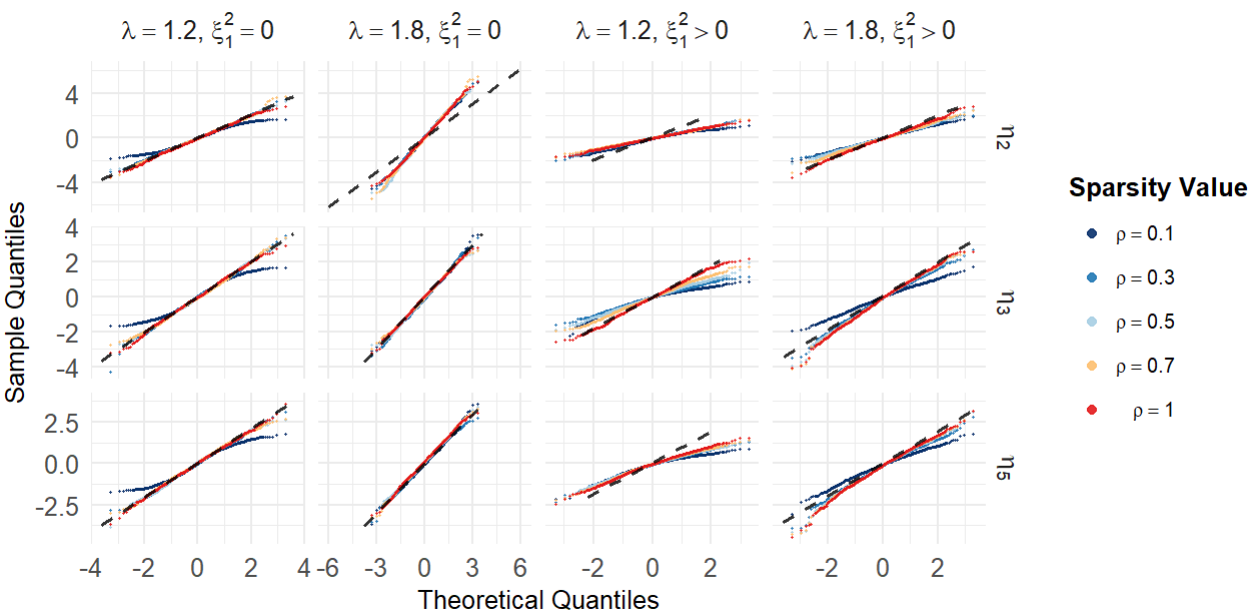 λ = 1.2, ξ₁² = 0
λ = 1.8, ξ₁² = 0
λ = 1.2, ξ₁² > 0
λ = 1.8, ξ₁² > 0
4
0
-4
η₂
4
2
0
-2
-4
η₃
2.5
0.0
-2.5
η₅
-4 -2 0 2 4
-6 -3 0 3 6
-2 0 2
-2 0 2
Sample Quantiles
Theoretical Quantiles
Sparsity Value
ρ = 0.1
ρ = 0.3
ρ = 0.5
ρ = 0.7
ρ = 1